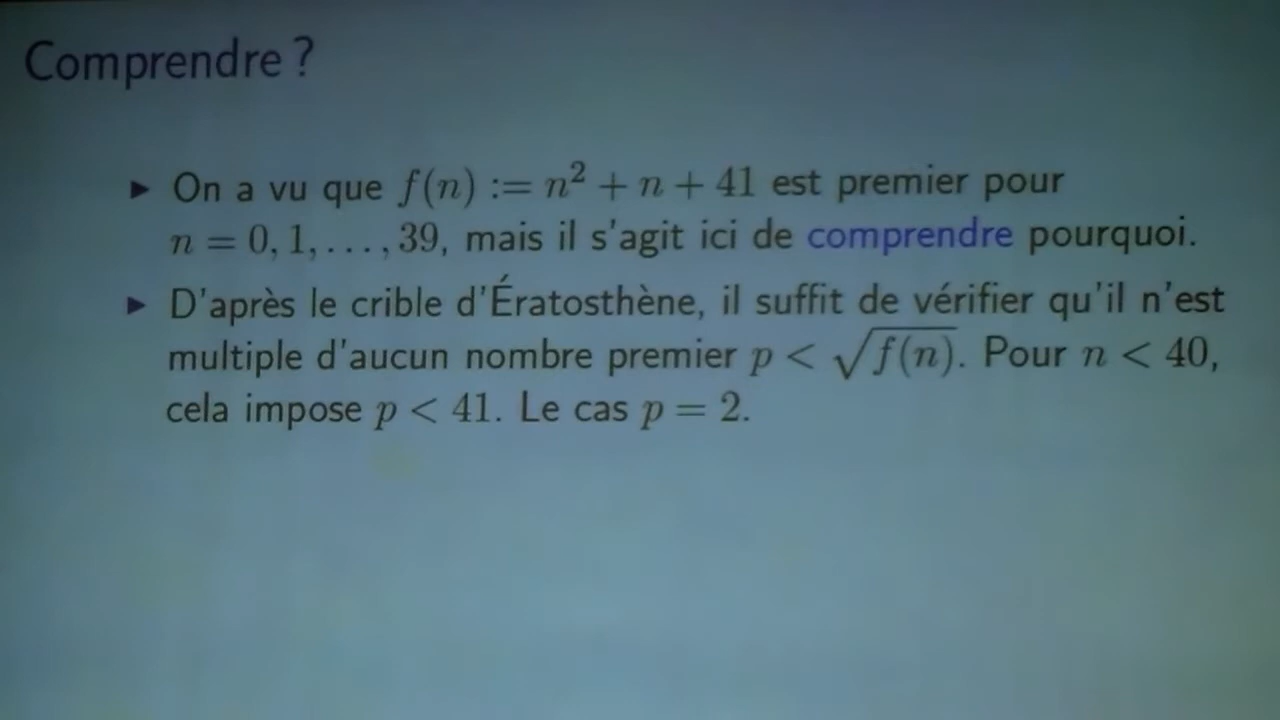 Comprendre ?
▶ On a vu que f(n) := n² + n + 41 est premier pour
n = 0, 1, . . . , 39, mais il s'agit ici de comprendre pourquoi.
▶ D'après le crible d'Ératosthène, il suffit de vérifier qu'il n'est
multiple d'aucun nombre premier p < √f(n). Pour n < 40,
cela impose p < 41. Le cas p = 2.